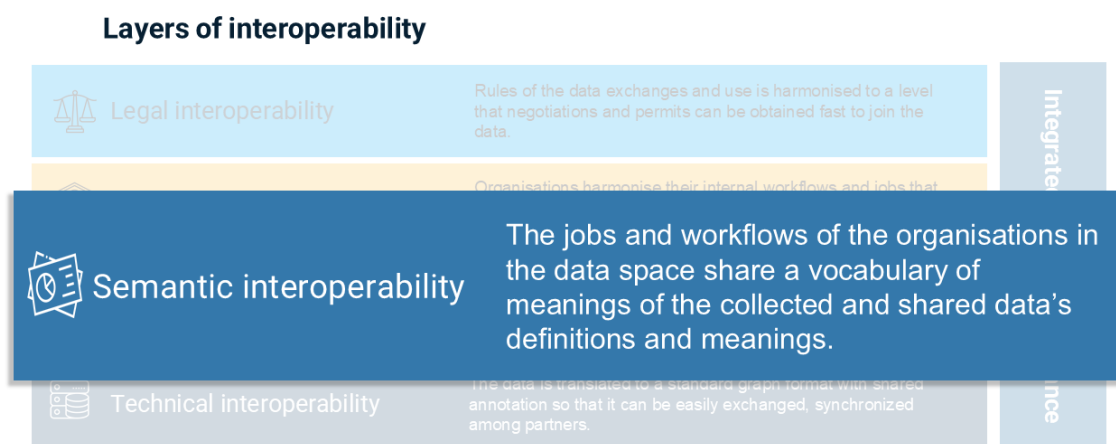 Layers of interoperability
Legal interoperability
Rules of the data exchanges and use is harmonised to a level
that negotiations and permits can be obtained fast to join the
data.
Organisations harmonise their internal workflows and jobs that
Semantic interoperability
The jobs and workflows of the organisations in
the data space share a vocabulary of
meanings of the collected and shared data’s
definitions and meanings.
Technical interoperability
The data is translated to a standard graph format with shared
annotation so that it can be easily exchanged, synchronized
among partners.